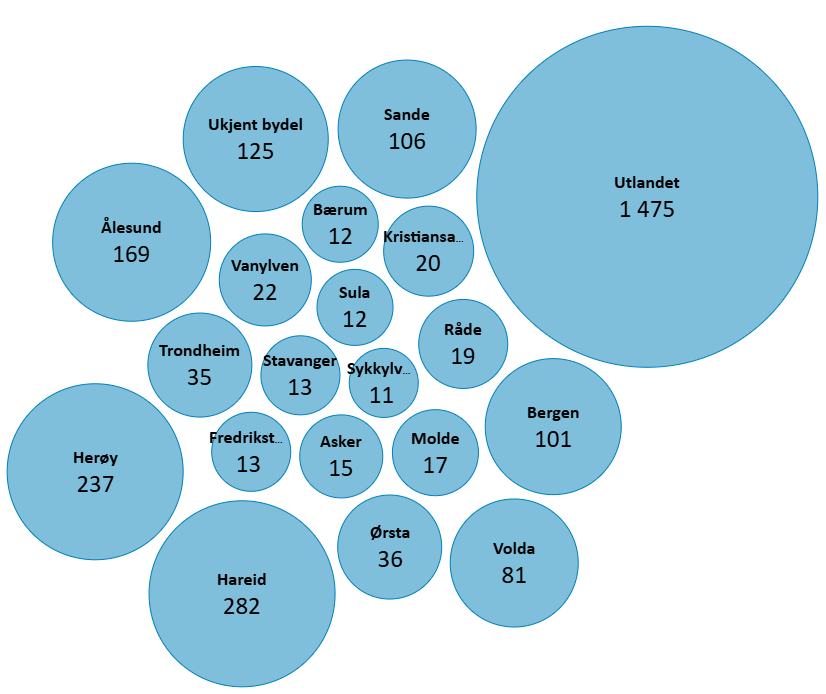 Sande
106
Ukjent bydel
125
Utlandet
1 475
Bærum
12
Ålesund
169
Kristiansa...
20
Vanylven
22
Sula
12
Råde
19
Trondheim
35
Stavanger
13
Sykkylv...
11
Bergen
101
Fredrikst...
13
Asker
15
Molde
17
Herøy
237
Ørsta
36
Volda
81
Hareid
282